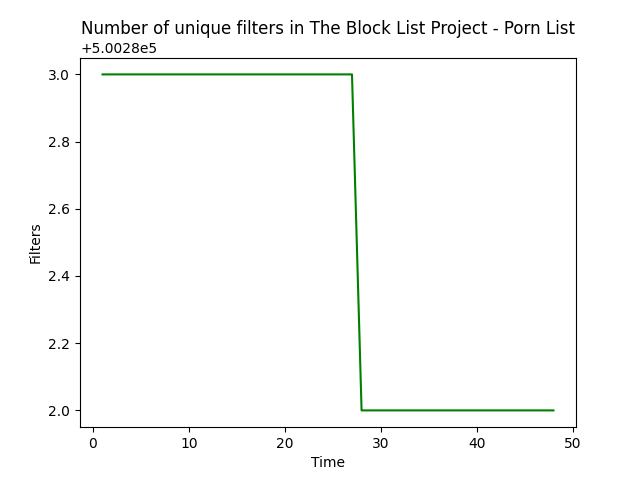 Number of unique filters in The Block List Project - Porn List
+5.0028e5
3.0
2.8
2.6
2.4
2.2
2.0
Filters
0 10 20 30 40 50
Time